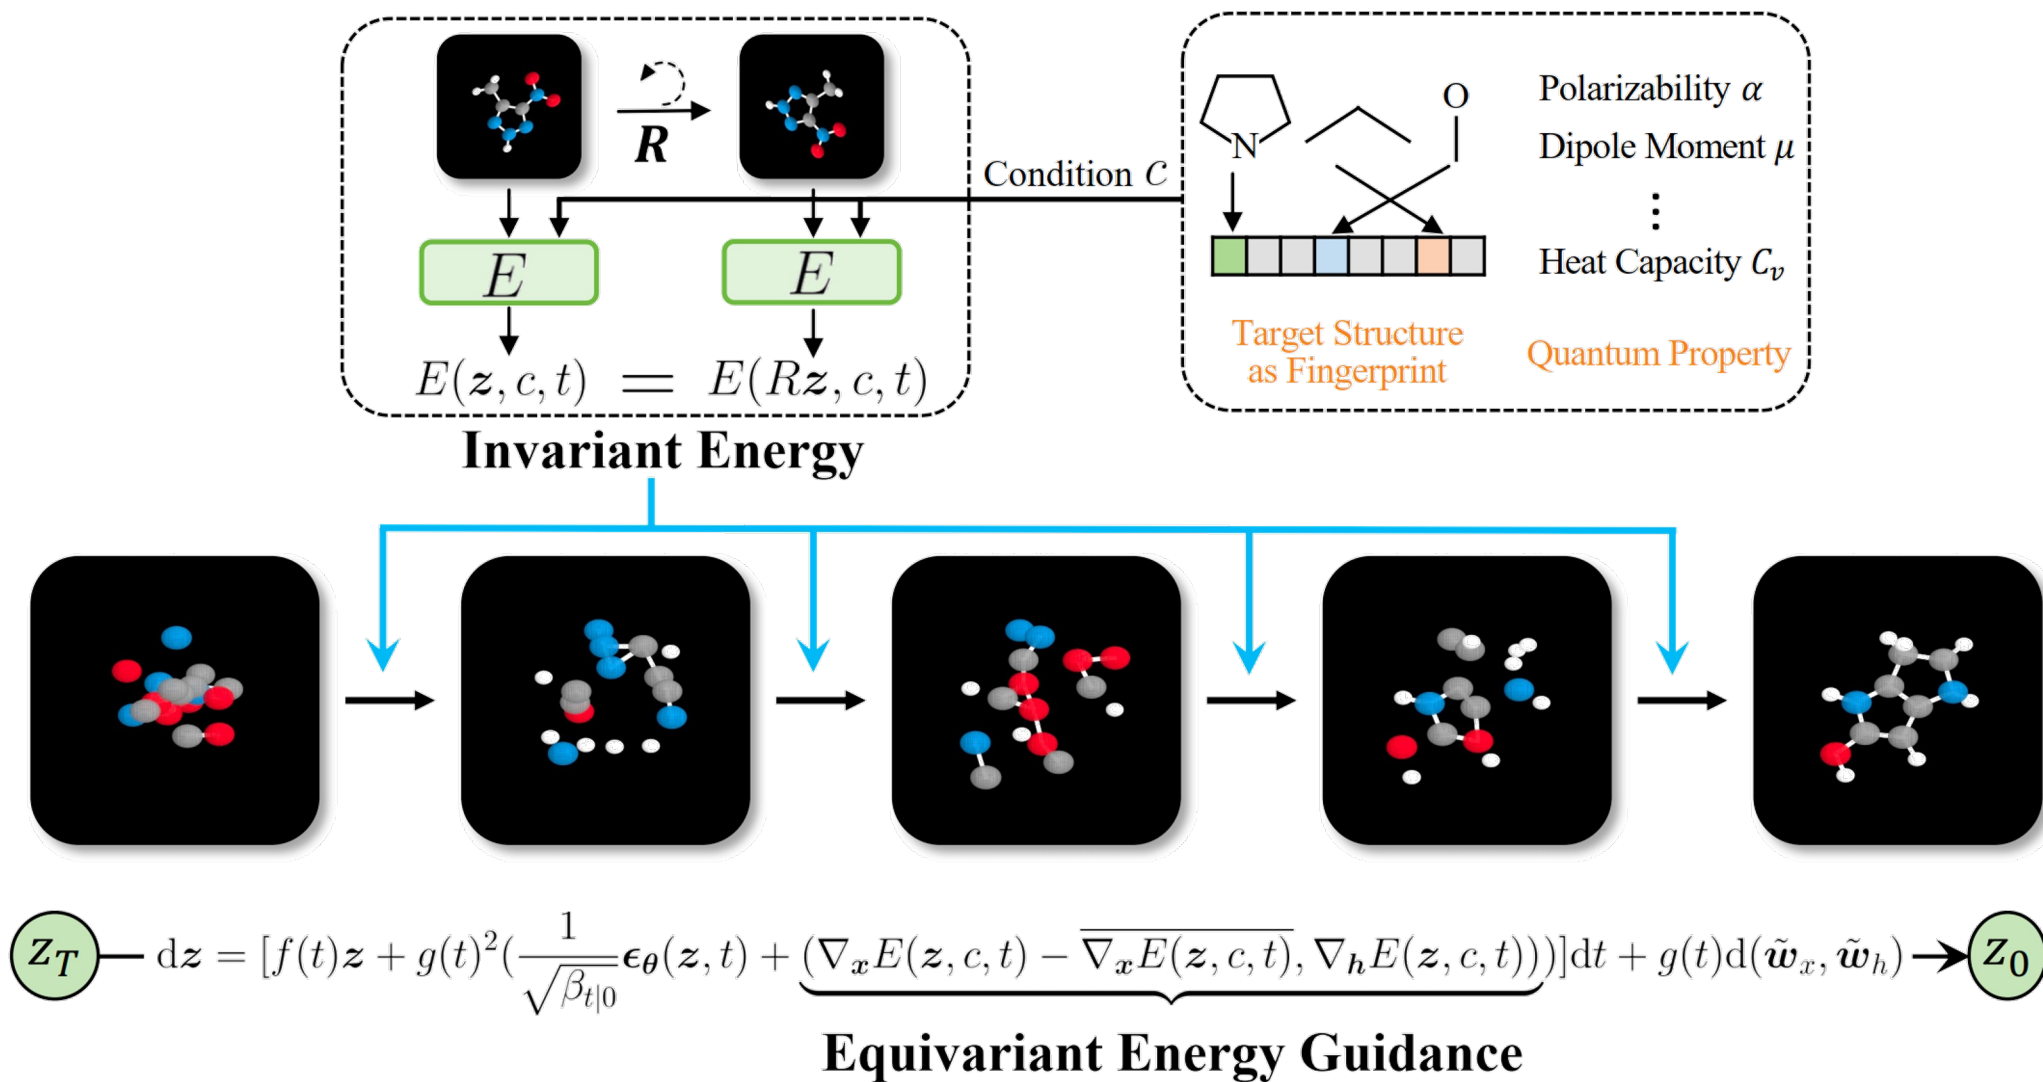 R
Condition c
E
E
E(z, c, t) = E(Rz, c, t)
Invariant Energy
N
O
Polarizability α
Dipole Moment μ
⋮
Heat Capacity C_v
Target Structure
as Fingerprint
Quantum Property
z_T
dz = [f(t)z + g(t)²(1/√β_{t|0} ϵ_θ(z, t) + (∇_x E(z, c, t) − \overline{∇_x E(z, c, t)}, ∇_h E(z, c, t)))]dt + g(t)d(w̃_x, w̃_h)
z_0
Equivariant Energy Guidance